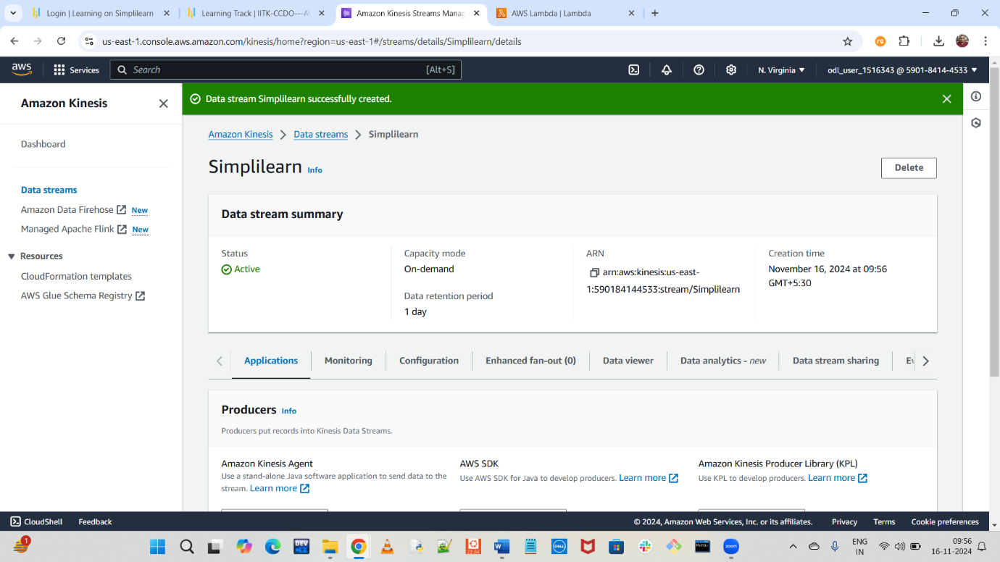 Login | Learning on Simplilearn
Learning Track | IITK-CCDO---A
Amazon Kinesis Streams Manag
AWS Lambda | Lambda
us-east-1.console.aws.amazon.com/kinesis/home?region=us-east-1#/streams/details/Simplilearn/details
re
aws
Services
Search
[Alt+S]
N. Virginia
odl_user_1516343 @ 5901-8414-4533
Amazon Kinesis
Dashboard
Data streams
Amazon Data Firehose New
Managed Apache Flink New
Resources
CloudFormation templates
AWS Glue Schema Registry
Data stream Simplilearn successfully created.
Amazon Kinesis
Data streams
Simplilearn
Simplilearn Info
Delete
Data stream summary
Status
Active
Capacity mode
On-demand
Data retention period
1 day
ARN
arn:aws:kinesis:us-east-
1:590184144533:stream/Simplilearn
Creation time
November 16, 2024 at 09:56
GMT+5:30
Applications
Monitoring
Configuration
Enhanced fan-out (0)
Data viewer
Data analytics - new
Data stream sharing
Producers Info
Producers put records into Kinesis Data Streams.
Amazon Kinesis Agent
Use a stand-alone Java software application to send data to the
stream. Learn more
AWS SDK
Use AWS SDK for Java to develop producers. Learn more
Amazon Kinesis Producer Library (KPL)
Use KPL to develop producers. Learn more
CloudShell
Feedback
© 2024, Amazon Web Services, Inc. or its affiliates.
Privacy
Terms
Cookie preferences
1
DEV
22.04
DELL
MySQL
zoom
ENG
IN
09:56
16-11-2024